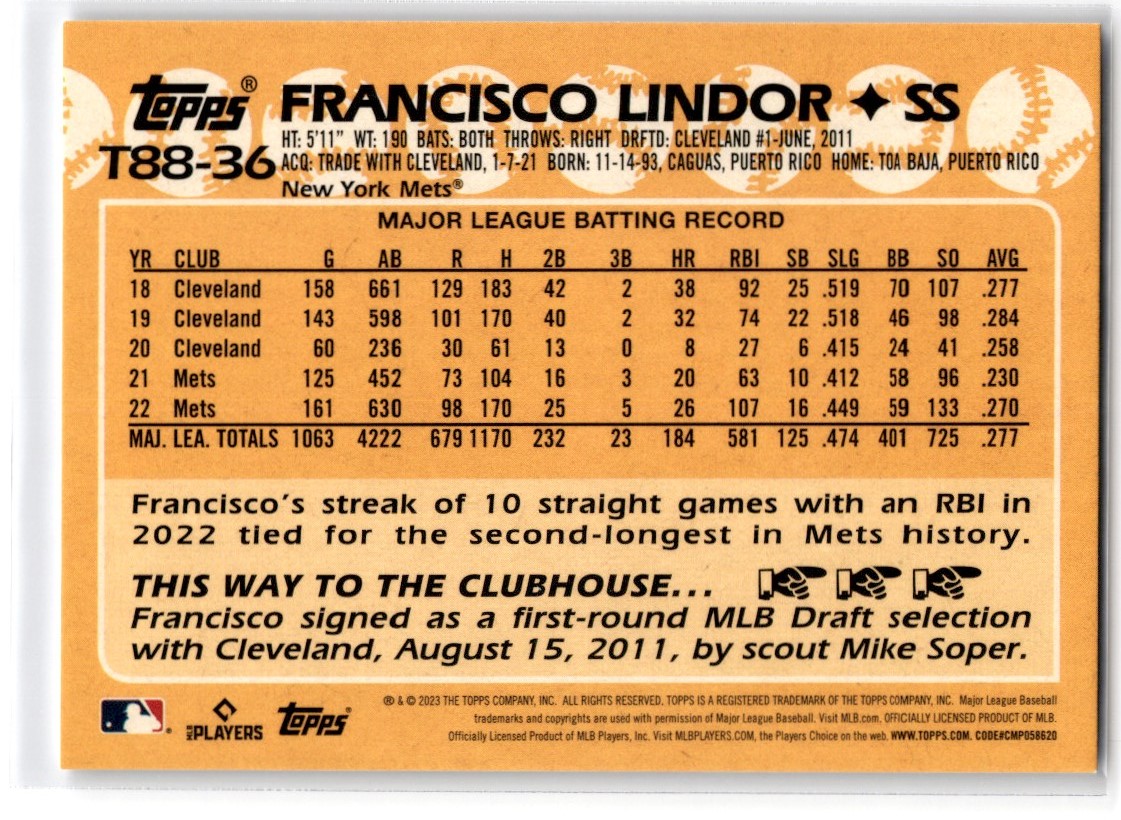 Topps® FRANCISCO LINDOR ✦ SS
T88-36
HT: 5'11" WT: 190 BATS: BOTH THROWS: RIGHT DRFTD: CLEVELAND #1-JUNE, 2011
ACQ: TRADE WITH CLEVELAND, 1-7-21 BORN: 11-14-93, CAGUAS, PUERTO RICO HOME: TOA BAJA, PUERTO RICO
New York Mets®
MAJOR LEAGUE BATTING RECORD
YR CLUB G AB R H 2B 3B HR RBI SB SLG BB SO AVG
18 Cleveland 158 661 129 183 42 2 38 92 25 .519 70 107 .277
19 Cleveland 143 598 101 170 40 2 32 74 22 .518 46 98 .284
20 Cleveland 60 236 30 61 13 0 8 27 6 .415 24 41 .258
21 Mets 125 452 73 104 16 3 20 63 10 .412 58 96 .230
22 Mets 161 630 98 170 25 5 26 107 16 .449 59 133 .270
MAJ. LEA. TOTALS 1063 4222 679 1170 232 23 184 581 125 .474 401 725 .277
Francisco's streak of 10 straight games with an RBI in
2022 tied for the second-longest in Mets history.
THIS WAY TO THE CLUBHOUSE...
Francisco signed as a first-round MLB Draft selection
with Cleveland, August 15, 2011, by scout Mike Soper.
MLB PLAYERS Topps®
® & © 2023 THE TOPPS COMPANY, INC. ALL RIGHTS RESERVED. TOPPS IS A REGISTERED TRADEMARK OF THE TOPPS COMPANY, INC. Major League Baseball
trademarks and copyrights are used with permission of Major League Baseball. Visit MLB.com. OFFICIALLY LICENSED PRODUCT OF MLB.
Officially Licensed Product of MLB Players, Inc. Visit MLBPLAYERS.COM, the Players Choice on the web. WWW.TOPPS.COM. CODE#CMP058620